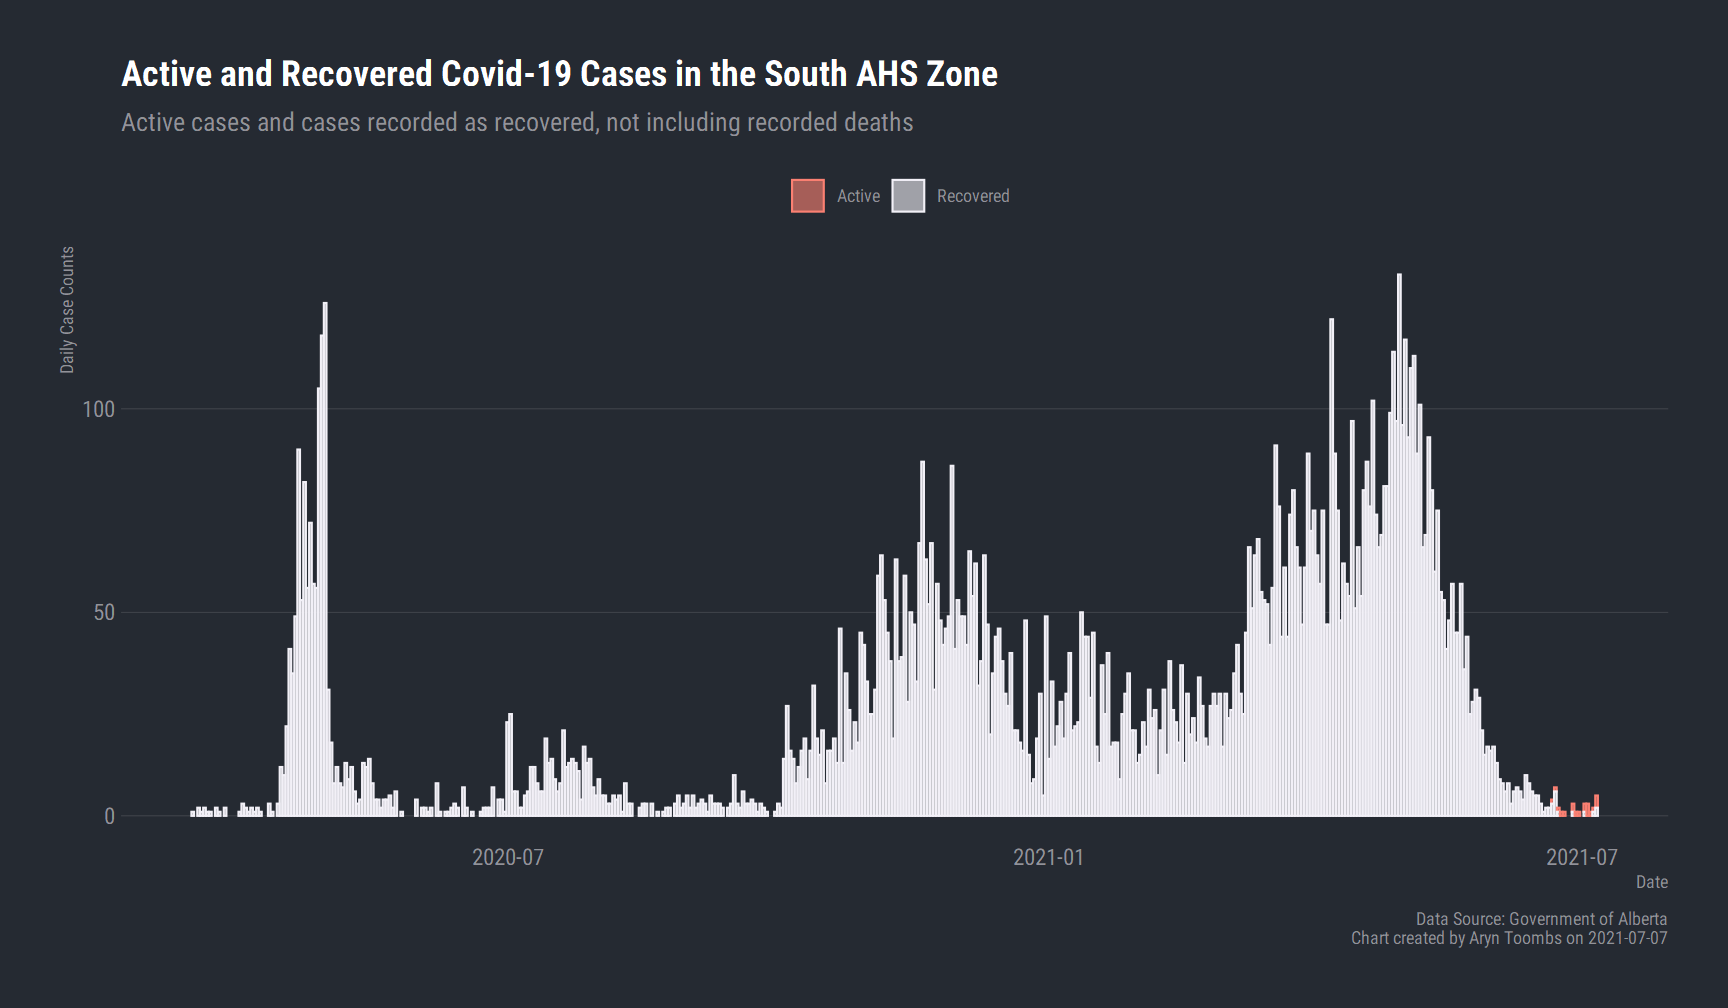 Active and Recovered Covid-19 Cases in the South AHS Zone
Active cases and cases recorded as recovered, not including recorded deaths
Active
Recovered
Daily Case Counts
100
50
0
2020-07
2021-01
2021-07
Date
Data Source: Government of Alberta
Chart created by Aryn Toombs on 2021-07-07